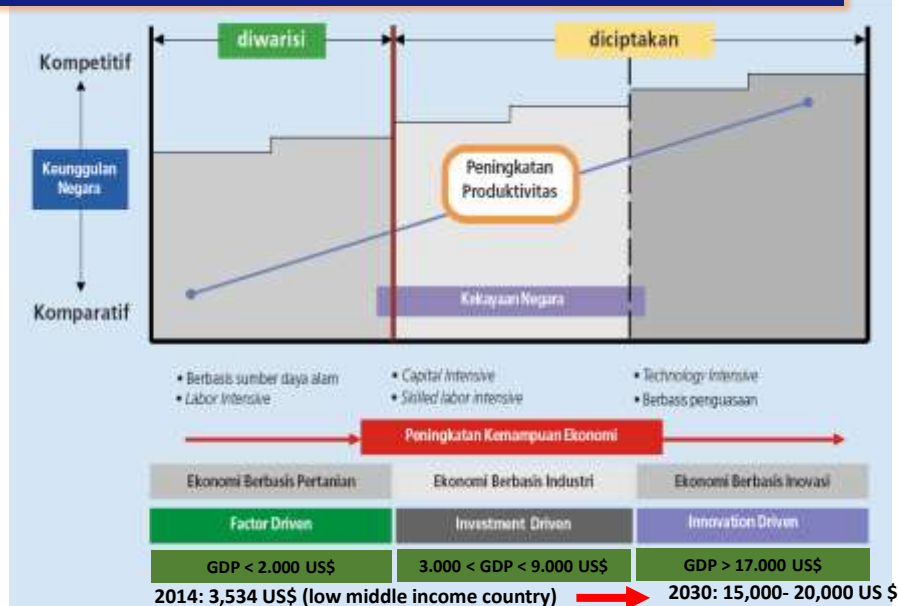 diwarisi
diciptakan
Kompetitif
Keunggulan
Negara
Komparatif
Peningkatan
Produktivitas
Kekayaan Negara
• Berbasis sumber daya alam
• Labor Intensive
• Capital Intensive
• Skilled labor intensive
• Technology Intensive
• Berbasis penguasaan
Peningkatan Kemampuan Ekonomi
Ekonomi Berbasis Pertanian
Ekonomi Berbasis Industri
Ekonomi Berbasis Inovasi
Factor Driven
Investment Driven
Innovation Driven
GDP < 2.000 US$
3.000 < GDP < 9.000 US$
GDP > 17.000 US$
2014: 3,534 US$ (low middle income country)
2030: 15,000- 20,000 US $